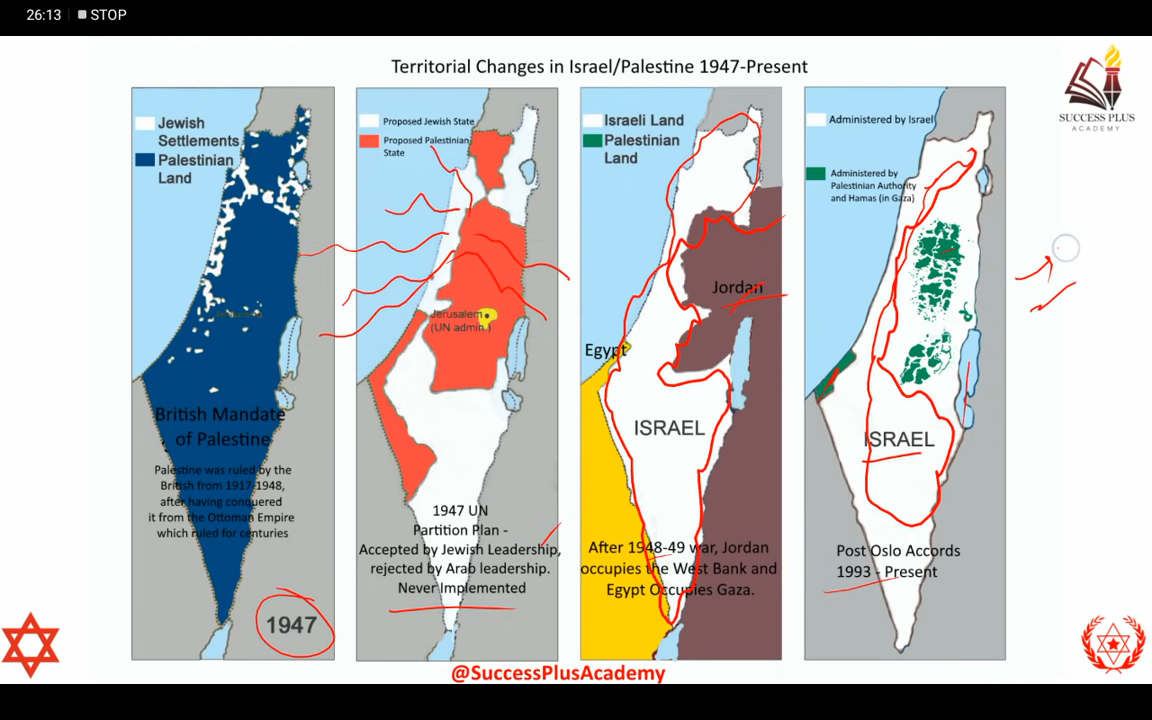 26:13
STOP
Territorial Changes in Israel/Palestine 1947-Present
SUCCESS PLUS
ACADEMY
Jewish
Settlements
Palestinian
Land
British Mandate
of Palestine
Palestine was ruled by the
British from 1917-1948,
after having conquered
it from the Ottoman Empire
which ruled for centuries
1947
Proposed Jewish State
Proposed Palestinian
State
Jerusalem
(UN admin.)
1947 UN
Partition Plan -
Accepted by Jewish Leadership,
rejected by Arab leadership.
Never Implemented
Israeli Land
Palestinian
Land
Jordan
Egypt
ISRAEL
After 1948-49 war, Jordan
occupies the West Bank and
Egypt Occupies Gaza.
Administered by Israel
Administered by
Palestinian Authority
and Hamas (in Gaza)
ISRAEL
Post Oslo Accords
1993 - Present
@SuccessPlusAcademy